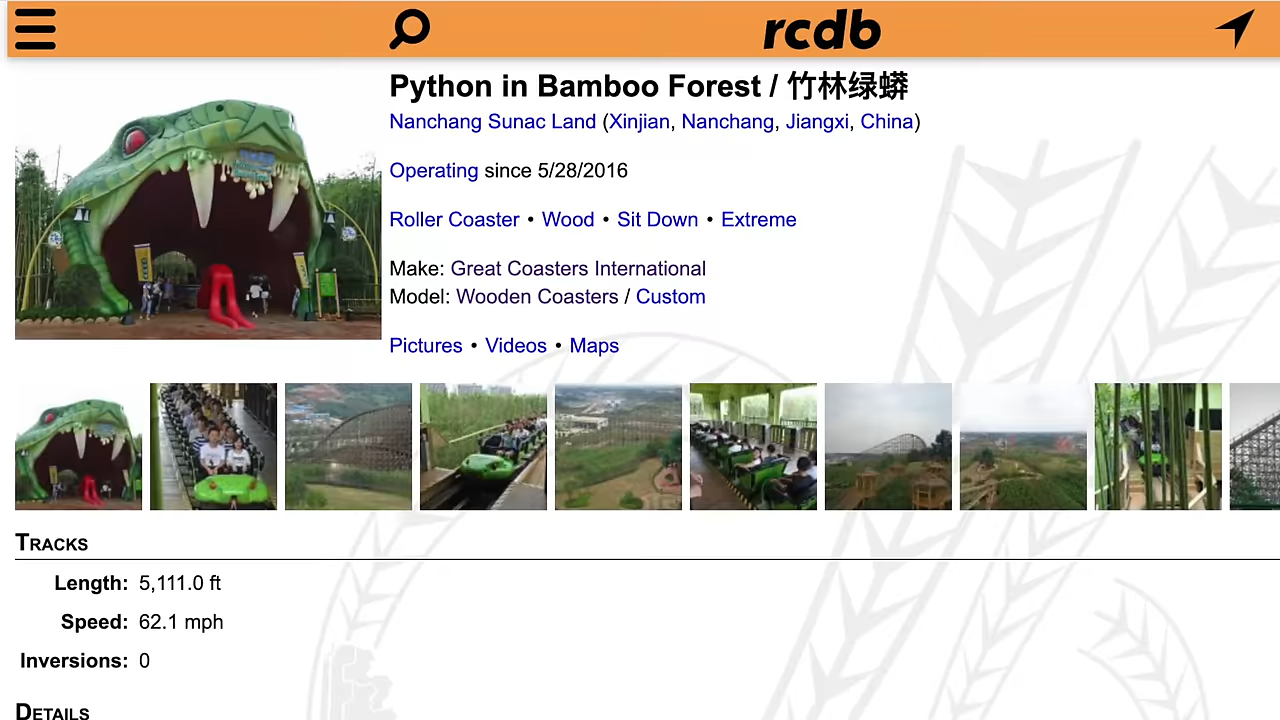 rcdb
Python in Bamboo Forest / 竹林绿蟒
Nanchang Sunac Land (Xinjian, Nanchang, Jiangxi, China)
Operating since 5/28/2016
Roller Coaster • Wood • Sit Down • Extreme
Make: Great Coasters International
Model: Wooden Coasters / Custom
Pictures • Videos • Maps
TRACKS
Length: 5,111.0 ft
Speed: 62.1 mph
Inversions: 0
DETAILS